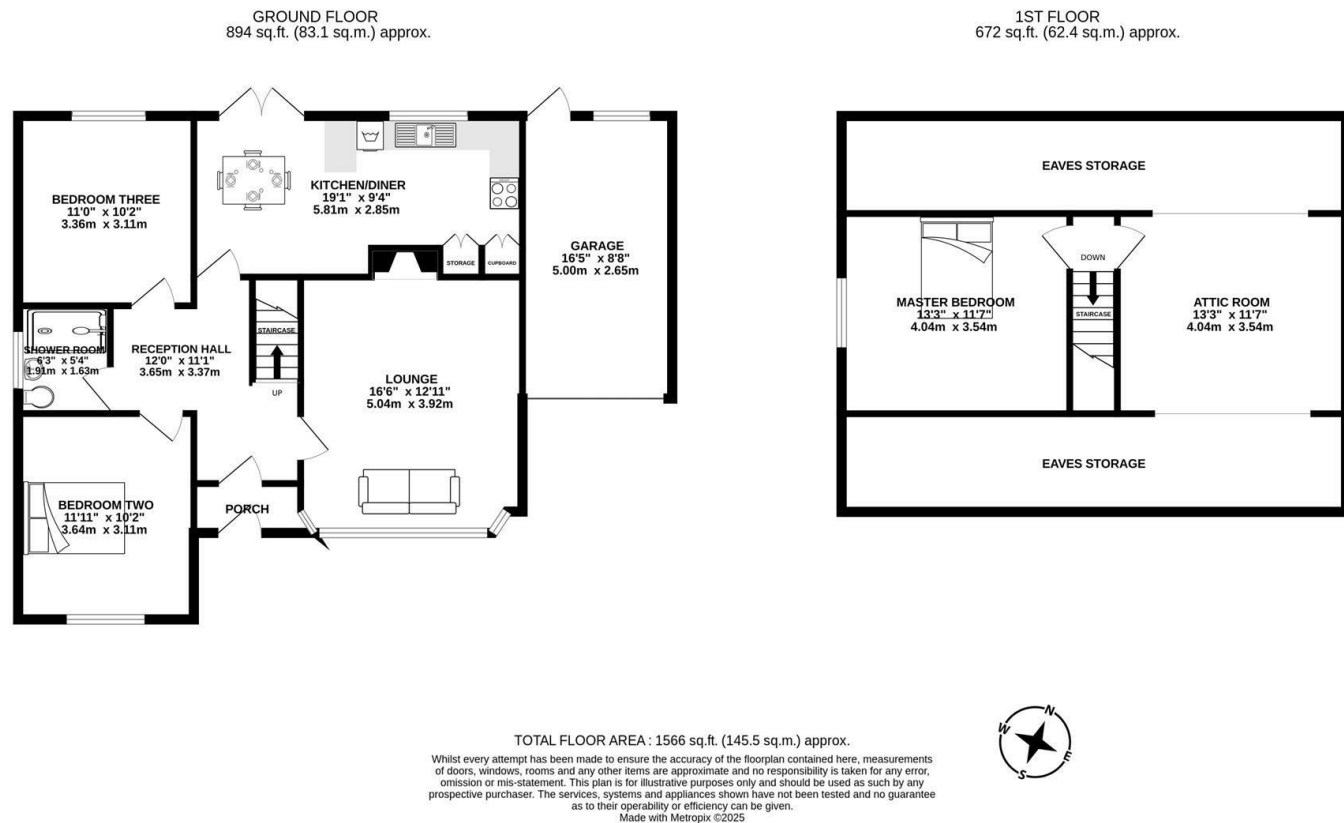 GROUND FLOOR
894 sq.ft. (83.1 sq.m.) approx.
1ST FLOOR
672 sq.ft. (62.4 sq.m.) approx.
BEDROOM THREE
11'0" x 10'2"
3.36m x 3.11m
KITCHEN/DINER
19'1" x 9'4"
5.81m x 2.85m
STORAGE
CUPBOARD
GARAGE
16'5" x 8'8"
5.00m x 2.65m
SHOWER ROOM
6'3" x 5'4"
1.91m x 1.63m
RECEPTION HALL
12'0" x 11'1"
3.65m x 3.37m
STAIRCASE
UP
LOUNGE
16'6" x 12'11"
5.04m x 3.92m
BEDROOM TWO
11'11" x 10'2"
3.64m x 3.11m
PORCH
EAVES STORAGE
MASTER BEDROOM
13'3" x 11'7"
4.04m x 3.54m
DOWN
STAIRCASE
ATTIC ROOM
13'3" x 11'7"
4.04m x 3.54m
EAVES STORAGE
N
W
E
S
TOTAL FLOOR AREA : 1566 sq.ft. (145.5 sq.m.) approx.
Whilst every attempt has been made to ensure the accuracy of the floorplan contained here, measurements
of doors, windows, rooms and any other items are approximate and no responsibility is taken for any error,
omission or mis-statement. This plan is for illustrative purposes only and should be used as such by any
prospective purchaser. The services, systems and appliances shown have not been tested and no guarantee
as to their operability or efficiency can be given.
Made with Metropix ©2025